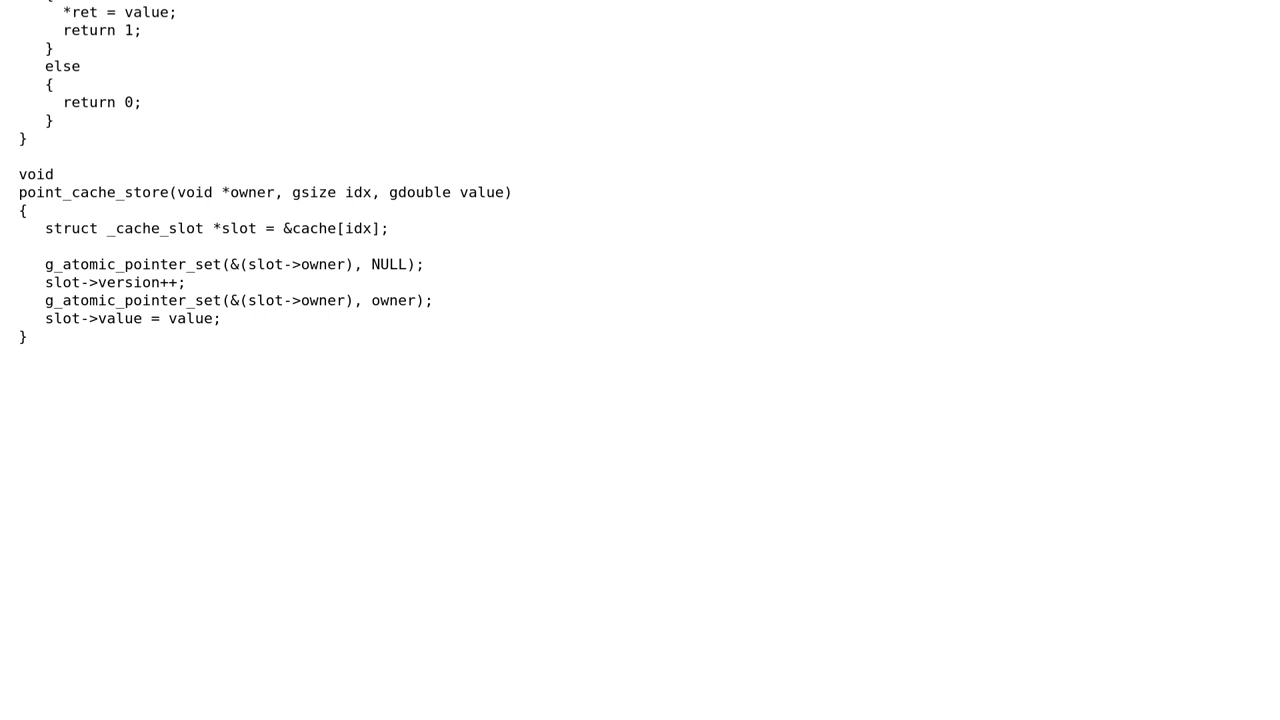 {
*ret = value;
return 1;
}
else
{
return 0;
}
}
void
point_cache_store(void *owner, gsize idx, gdouble value)
{
struct _cache_slot *slot = &cache[idx];
g_atomic_pointer_set(&(slot->owner), NULL);
slot->version++;
g_atomic_pointer_set(&(slot->owner), owner);
slot->value = value;
}